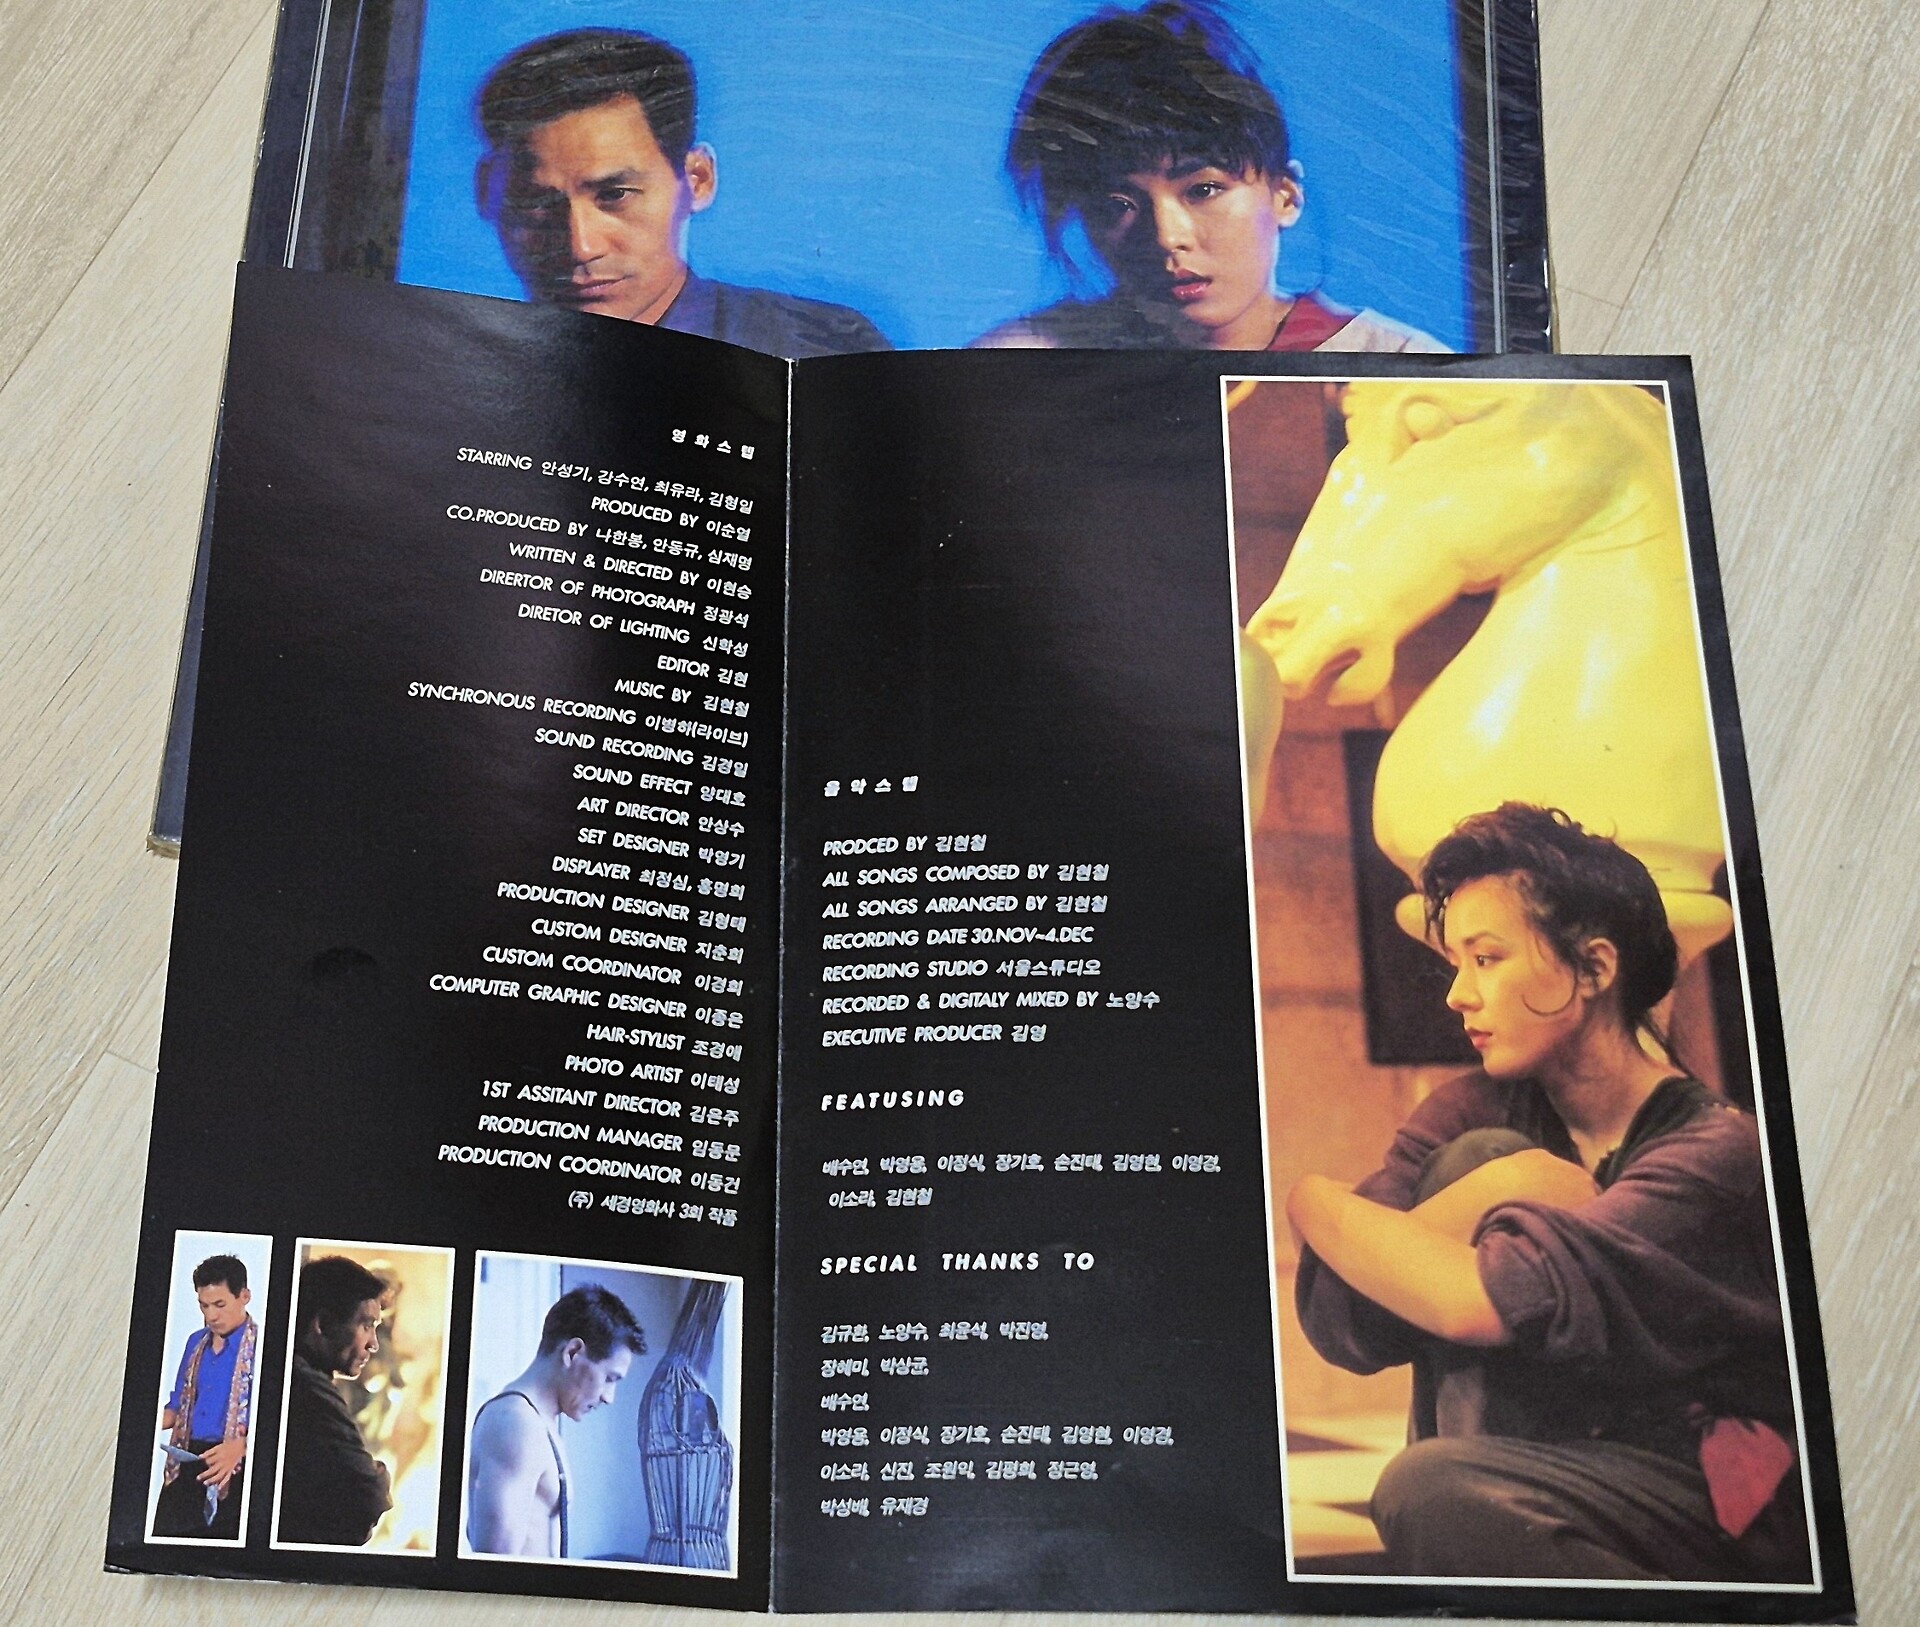 영화스텝
STARRING 안성기, 강수연, 최유라, 김형일
PRODUCED BY 이순열
CO.PRODUCED BY 나한봉, 안동규, 심재명
WRITTEN & DIRECTED BY 이현승
DIRERTOR OF PHOTOGRAPH 정광석
DIRETOR OF LIGHTING 신학성
EDITOR 김현
MUSIC BY 김현철
SYNCHRONOUS RECORDING 이병하(라이브)
SOUND RECORDING 김경일
SOUND EFFECT 양대호
ART DIRECTOR 안상수
SET DESIGNER 박영기
DISPLAYER 최정심, 홍명희
PRODUCTION DESIGNER 김형태
CUSTOM DESIGNER 지춘희
CUSTOM COORDINATOR 이경희
COMPUTER GRAPHIC DESIGNER 이종은
HAIR-STYLIST 조경애
PHOTO ARTIST 이태성
1ST ASSITANT DIRECTOR 김은주
PRODUCTION MANAGER 임동문
PRODUCTION COORDINATOR 이동건
(주) 세경영화사 3회 작품
음악스텝
PRODCED BY 김현철
ALL SONGS COMPOSED BY 김현철
ALL SONGS ARRANGED BY 김현철
RECORDING DATE 30.NOV~4.DEC
RECORDING STUDIO 서울스튜디오
RECORDED & DIGITALY MIXED BY 노양수
EXECUTIVE PRODUCER 김영
FEATUSING
배수연, 박영용, 이정식, 장기호, 손진태, 김영현, 이영경,
이소라, 김현철
SPECIAL THANKS TO
김규환, 노양수, 최윤석, 박진영,
장혜미, 박상균,
배수연,
박영용, 이정식, 장기호, 손진태, 김영현, 이영경,
이소라, 신진, 조원익, 김평희, 정근영,
박성배, 유재경